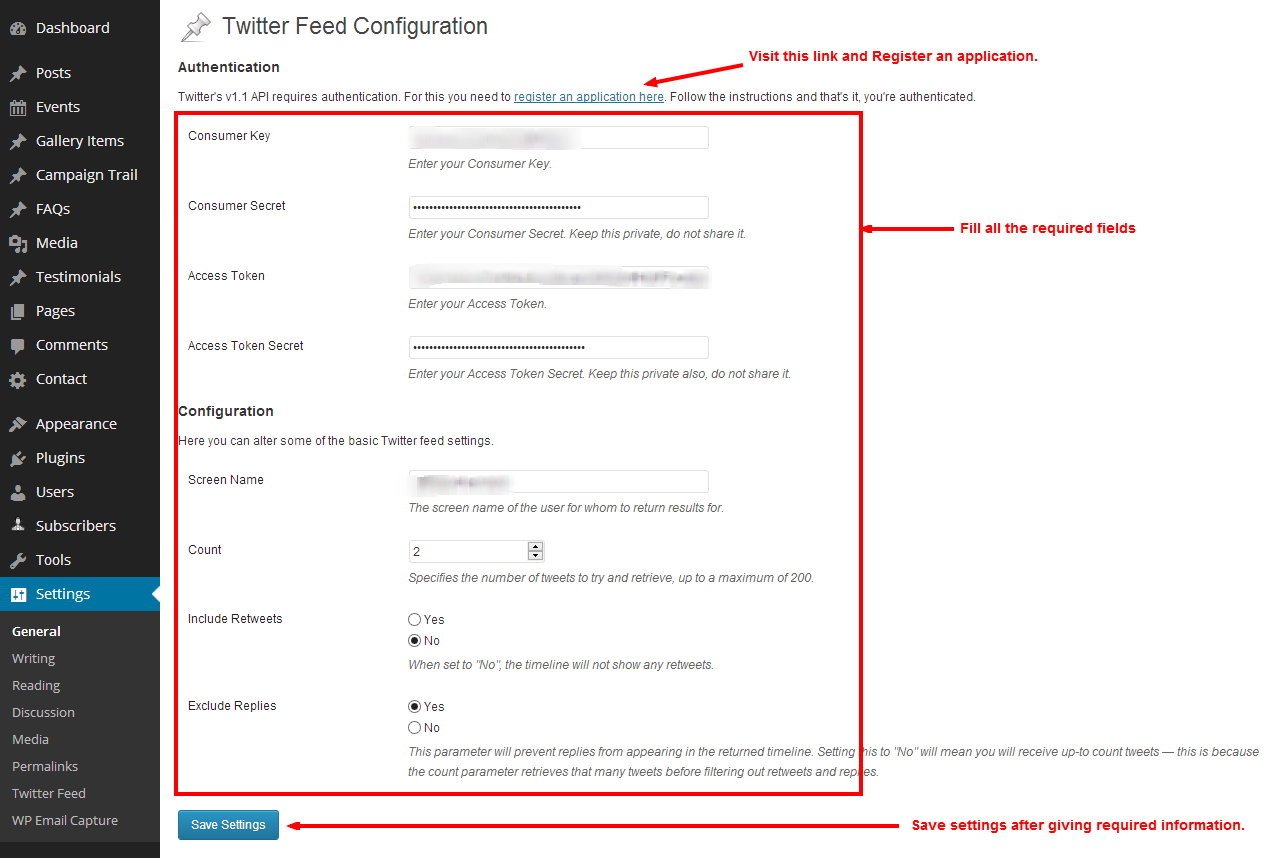 Dashboard
Posts
Events
Gallery Items
Campaign Trail
FAQs
Media
Testimonials
Pages
Comments
Contact
Appearance
Plugins
Users
Subscribers
Tools
Settings
General
Writing
Reading
Discussion
Media
Permalinks
Twitter Feed
WP Email Capture
Twitter Feed Configuration
Visit this link and Register an application.
Authentication
Twitter's v1.1 API requires authentication. For this you need to register an application here. Follow the instructions and that's it, you're authenticated.
Consumer Key
Enter your Consumer Key.
Consumer Secret
Enter your Consumer Secret. Keep this private, do not share it.
Fill all the required fields
Access Token
Enter your Access Token.
Access Token Secret
Enter your Access Token Secret. Keep this private also, do not share it.
Configuration
Here you can alter some of the basic Twitter feed settings.
Screen Name
The screen name of the user for whom to return results for.
Count
2
Specifies the number of tweets to try and retrieve, up to a maximum of 200.
Include Retweets
Yes
No
When set to "No", the timeline will not show any retweets.
Exclude Replies
Yes
No
This parameter will prevent replies from appearing in the returned timeline. Setting this to "No" will mean you will receive up-to count tweets — this is because
the count parameter retrieves that many tweets before filtering out retweets and replies.
Save Settings
Save settings after giving required information.